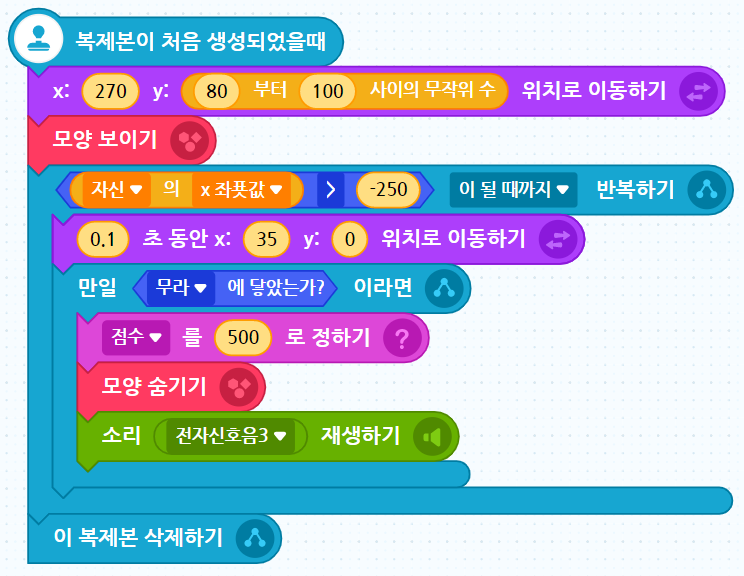 복제본이 처음 생성되었을때
x: 270 y: 80 부터 100 사이의 무작위 수 위치로 이동하기
모양 보이기
자신 의 x 좌푯값 > -250 이 될 때까지 반복하기
0.1 초 동안 x: 35 y: 0 위치로 이동하기
만일 무라 에 닿았는가? 이라면
점수 를 500 로 정하기 ?
모양 숨기기
소리 전자신호음3 재생하기
이 복제본 삭제하기